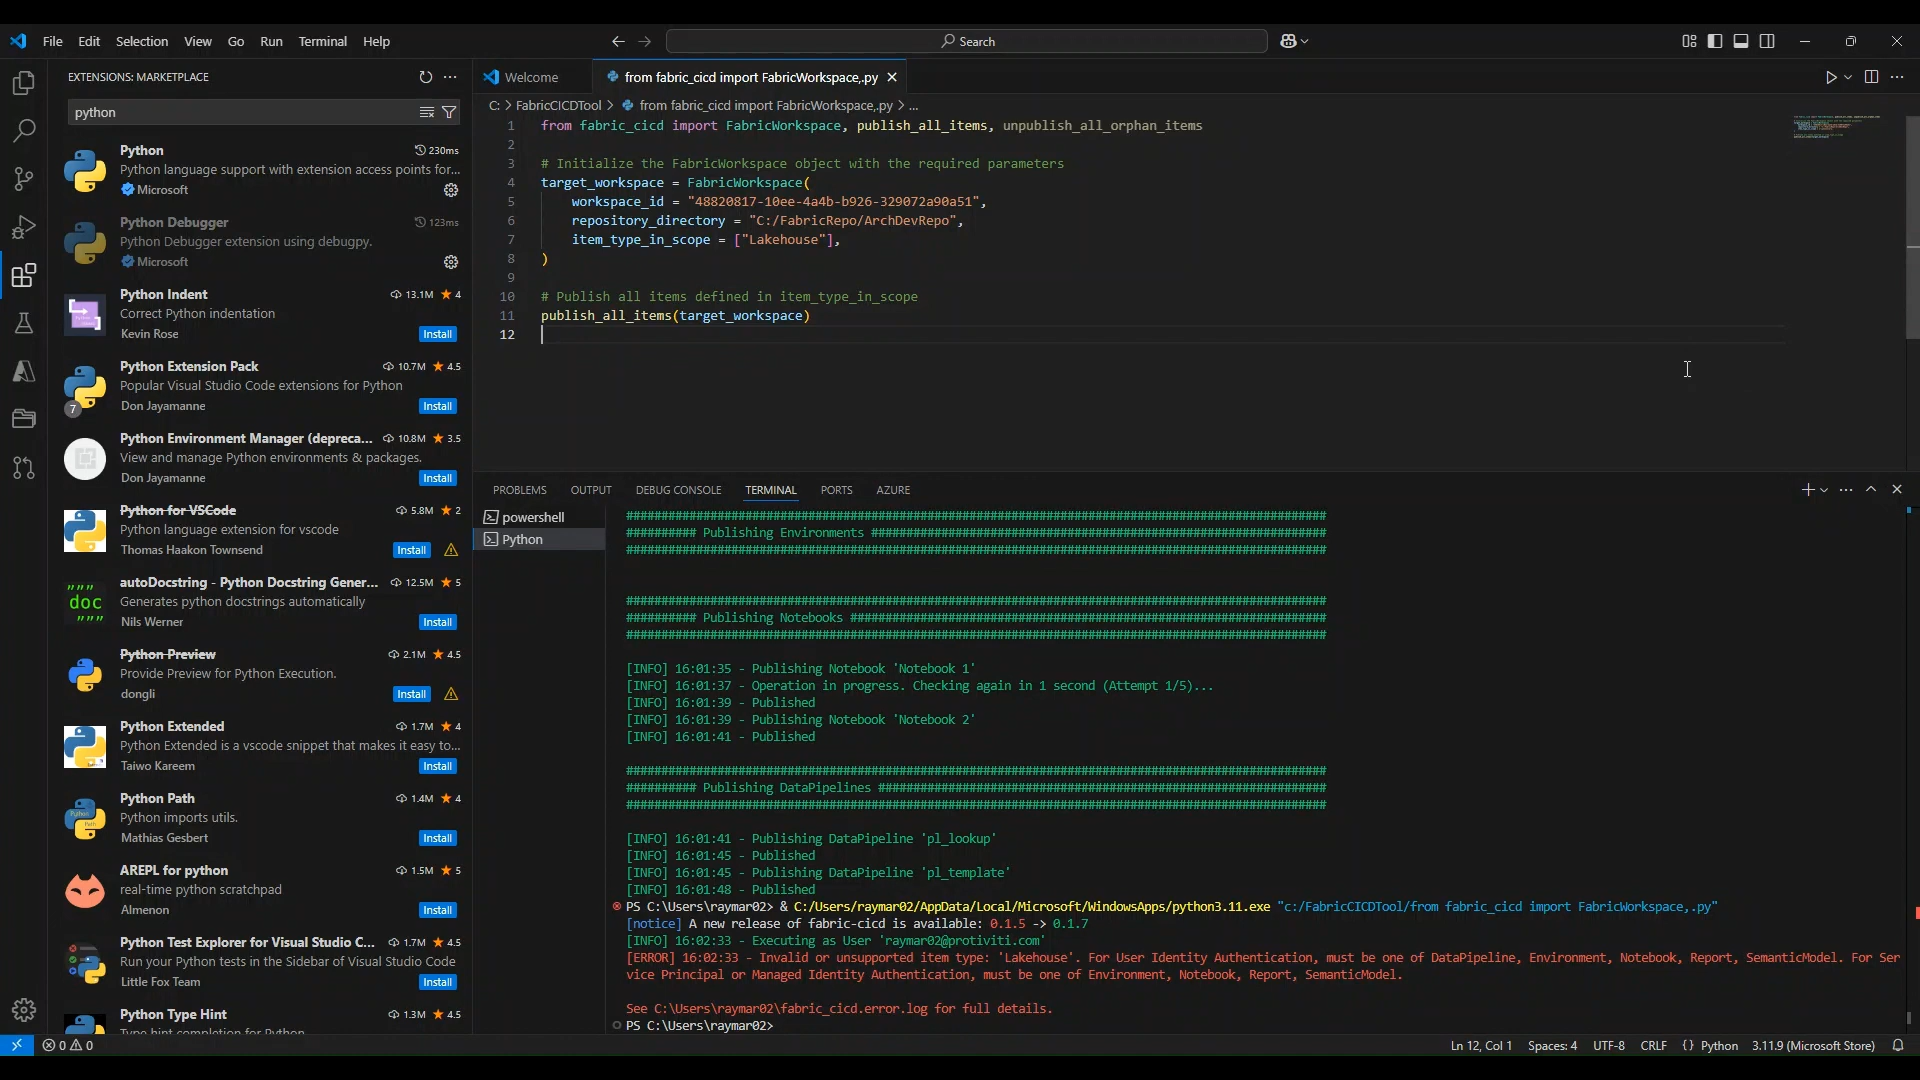 File Edit Selection View Go Run Terminal Help
Search
EXTENSIONS: MARKETPLACE
python
Python 230ms
Python language support with extension access points for...
Microsoft
Python Debugger 123ms
Python Debugger extension using debugpy.
Microsoft
Python Indent 13.1M 4
Correct Python indentation
Kevin Rose Install
Python Extension Pack 10.7M 4.5
Popular Visual Studio Code extensions for Python
Don Jayamanne Install
7
Python Environment Manager (depreca... 10.8M 3.5
View and manage Python environments & packages.
Don Jayamanne Install
Python for VSCode 5.8M 2
Python language extension for vscode
Thomas Haakon Townsend Install
autoDocstring - Python Docstring Gener... 12.5M 5
Generates python docstrings automatically
Nils Werner Install
""" doc """
Python Preview 2.1M 4.5
Provide Preview for Python Execution.
dongli Install
Python Extended 1.7M 4
Python Extended is a vscode snippet that makes it easy to...
Taiwo Kareem Install
Python Path 1.4M 4
Python imports utils.
Mathias Gesbert Install
AREPL for python 1.5M 5
real-time python scratchpad
Almenon Install
Python Test Explorer for Visual Studio C... 1.7M 4.5
Run your Python tests in the Sidebar of Visual Studio Code
Little Fox Team Install
Python Type Hint 1.3M 4.5
Type hint completion for Python
Welcome from fabric_cicd import FabricWorkspace,.py
C: > FabricCICDTool > from fabric_cicd import FabricWorkspace,.py > ...
1 from fabric_cicd import FabricWorkspace, publish_all_items, unpublish_all_orphan_items
2
3 # Initialize the FabricWorkspace object with the required parameters
4 target_workspace = FabricWorkspace(
5 workspace_id = "48820817-10ee-4a4b-b926-329072a90a51",
6 repository_directory = "C:/FabricRepo/ArchDevRepo",
7 item_type_in_scope = ["Lakehouse"],
8 )
9
10 # Publish all items defined in item_type_in_scope
11 publish_all_items(target_workspace)
12
PROBLEMS OUTPUT DEBUG CONSOLE TERMINAL PORTS AZURE
powershell
Python
####################################################################################################
########## Publishing Environments #################################################################
####################################################################################################
####################################################################################################
########## Publishing Notebooks ####################################################################
####################################################################################################
[INFO] 16:01:35 - Publishing Notebook 'Notebook 1'
[INFO] 16:01:37 - Operation in progress. Checking again in 1 second (Attempt 1/5)...
[INFO] 16:01:39 - Published
[INFO] 16:01:39 - Publishing Notebook 'Notebook 2'
[INFO] 16:01:41 - Published
####################################################################################################
########## Publishing DataPipelines ################################################################
####################################################################################################
[INFO] 16:01:41 - Publishing DataPipeline 'pl_lookup'
[INFO] 16:01:45 - Published
[INFO] 16:01:45 - Publishing DataPipeline 'pl_template'
[INFO] 16:01:48 - Published
PS C:\Users\raymar02> & C:/Users/raymar02/AppData/Local/Microsoft/WindowsApps/python3.11.exe "c:/FabricCICDTool/from fabric_cicd import FabricWorkspace,.py"
[notice] A new release of fabric-cicd is available: 0.1.5 -> 0.1.7
[INFO] 16:02:33 - Executing as User 'raymar02@protiviti.com'
[ERROR] 16:02:33 - Invalid or unsupported item type: 'Lakehouse'. For User Identity Authentication, must be one of DataPipeline, Environment, Notebook, Report, SemanticModel. For Ser
vice Principal or Managed Identity Authentication, must be one of Environment, Notebook, Report, SemanticModel.
See C:\Users\raymar02\fabric_cicd.error.log for full details.
PS C:\Users\raymar02>
0 0 Ln 12, Col 1 Spaces: 4 UTF-8 CRLF {} Python 3.11.9 (Microsoft Store)